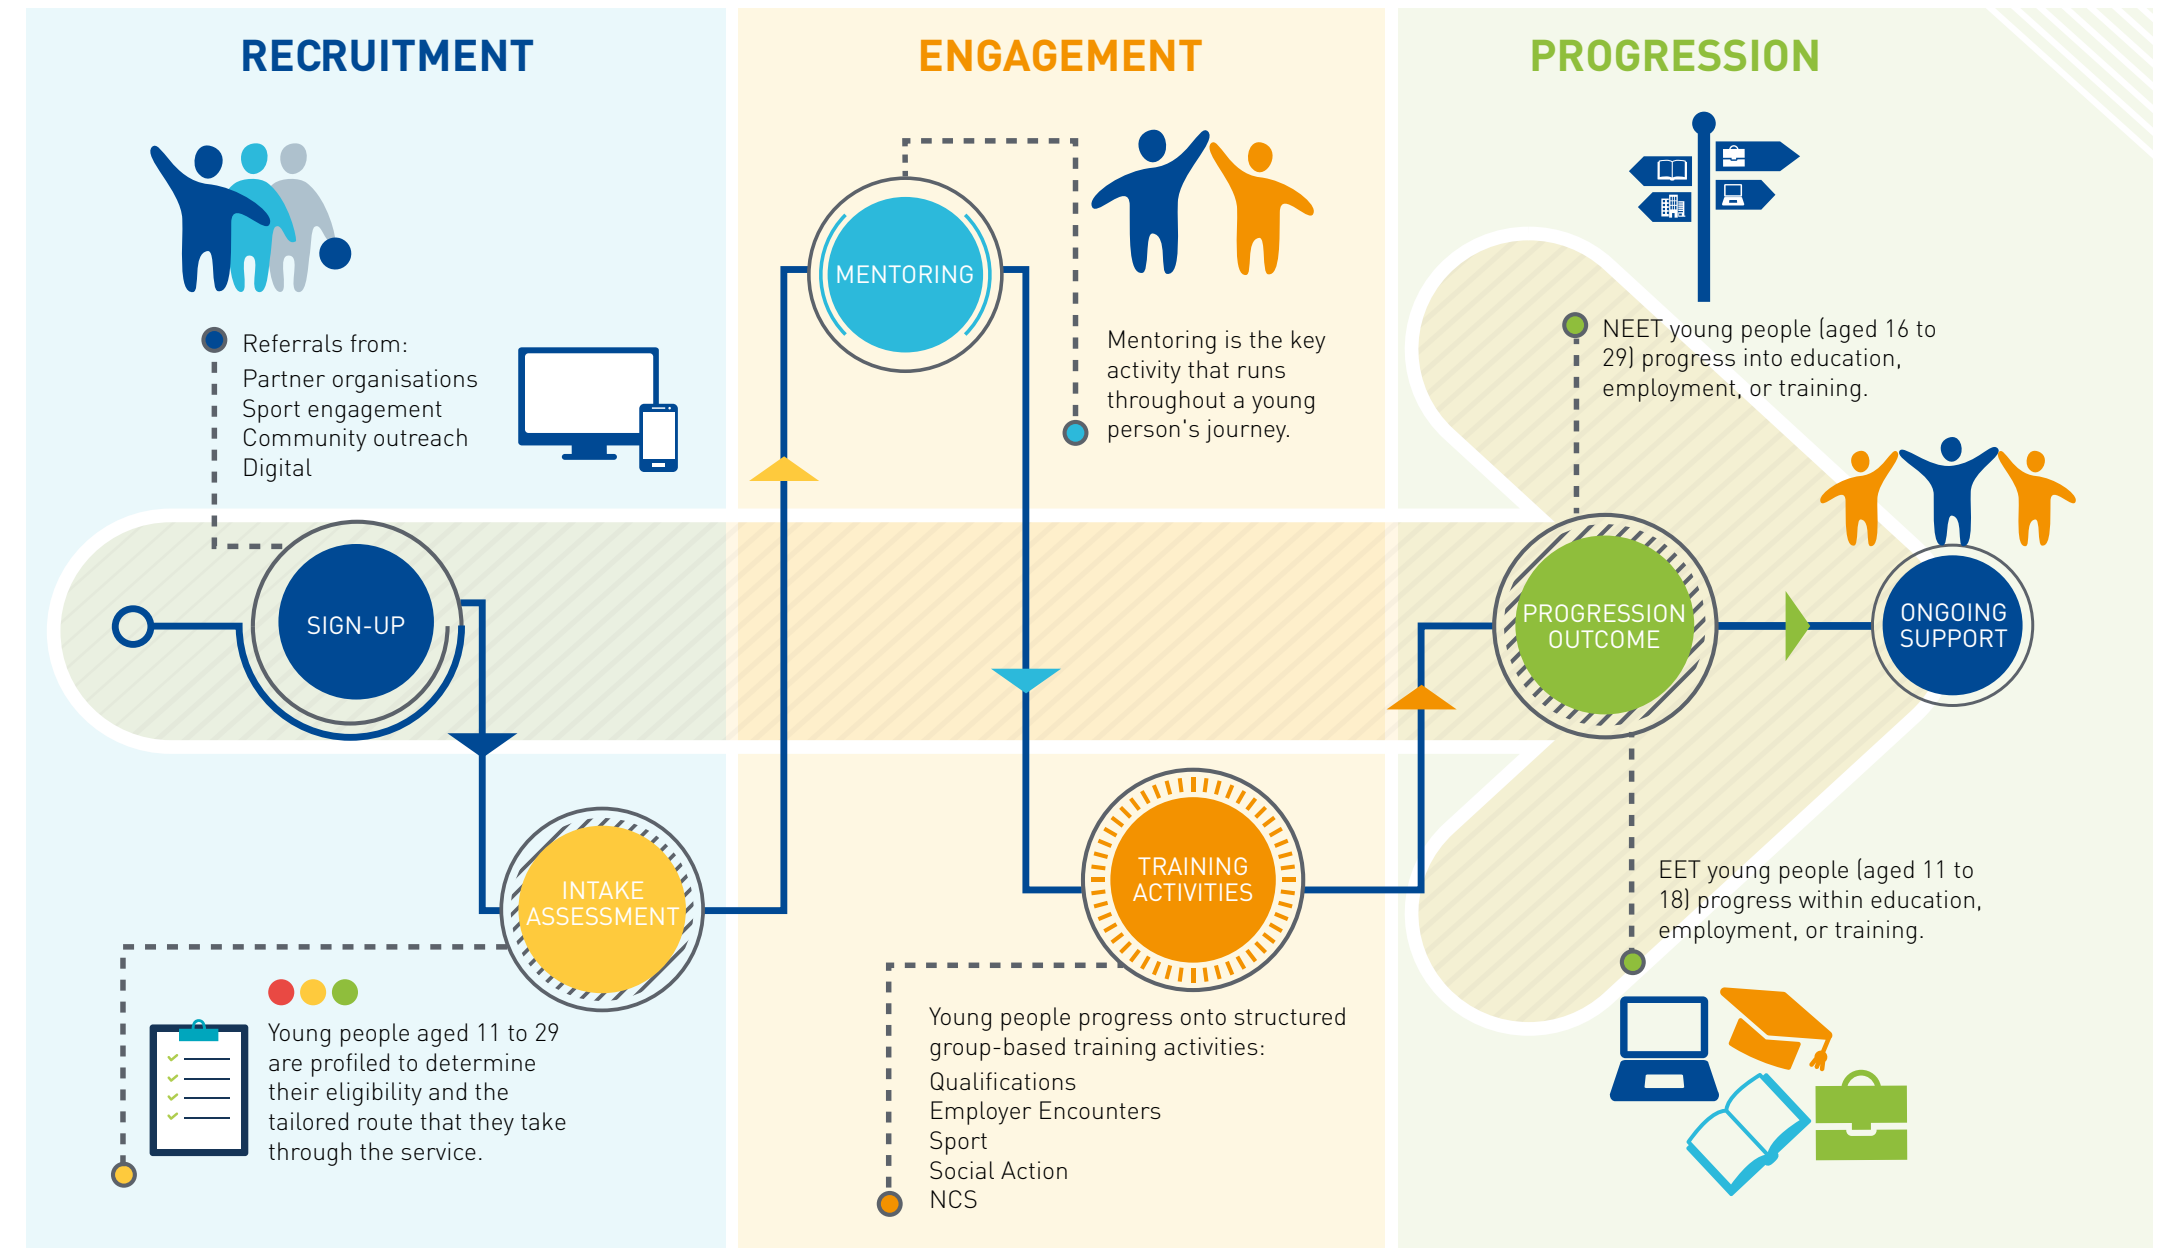 RECRUITMENT
Referrals from:
Partner organisations
Sport engagement
Community outreach
Digital
SIGN-UP
INTAKE
ASSESSMENT
Young people aged 11 to 29
are profiled to determine
their eligibility and the
tailored route that they take
through the service.
ENGAGEMENT
MENTORING
Mentoring is the key
activity that runs
throughout a young
person's journey.
TRAINING
ACTIVITIES
Young people progress onto structured
group-based training activities:
Qualifications
Employer Encounters
Sport
Social Action
NCS
PROGRESSION
NEET young people (aged 16 to
29) progress into education,
employment, or training.
PROGRESSION
OUTCOME
ONGOING
SUPPORT
EET young people (aged 11 to
18) progress within education,
employment, or training.